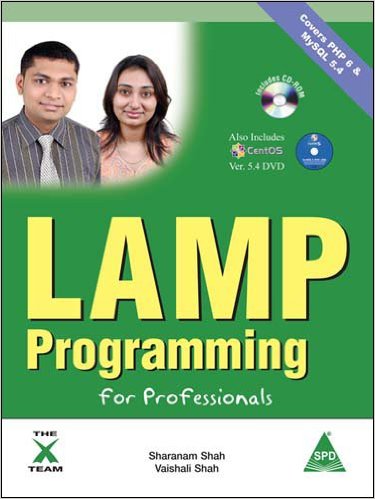 Covers PHP 6 &
MySQL 5.4
Includes CD-ROM
Also Includes
CentOS
Ver. 5.4 DVD
LAMP
Programming
for Professionals
THE
X
TEAM
Sharanam Shah
Vaishali Shah
SPD